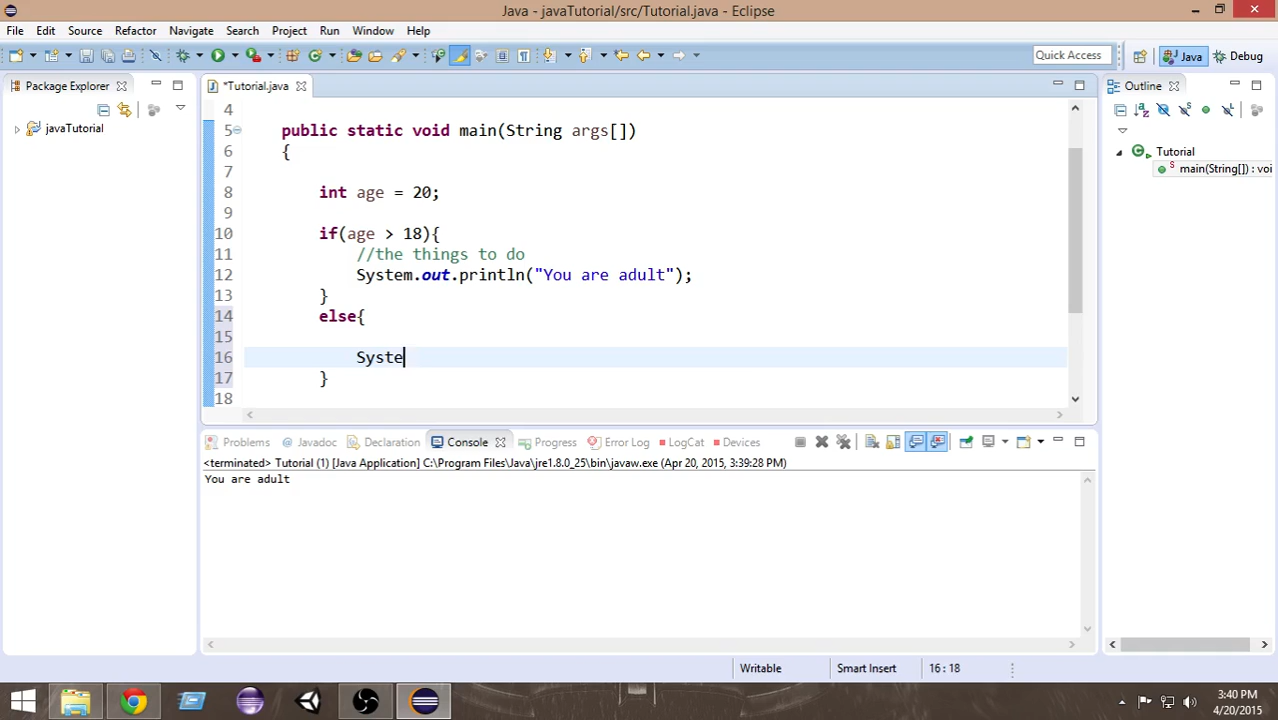 Java - javaTutorial/src/Tutorial.java - Eclipse
File Edit Source Refactor Navigate Search Project Run Window Help
Quick Access Java Debug
Package Explorer
javaTutorial
*Tutorial.java
4
5 public static void main(String args[])
6 {
7
8 int age = 20;
9
10 if(age > 18){
11 //the things to do
12 System.out.println("You are adult");
13 }
14 else{
15
16 Syste
17 }
18
Outline
Tutorial
main(String[]) : voi
Problems Javadoc Declaration Console Progress Error Log LogCat Devices
<terminated> Tutorial (1) [Java Application] C:\Program Files\Java\jre1.8.0_25\bin\javaw.exe (Apr 20, 2015, 3:39:28 PM)
You are adult
Writable Smart Insert 16 : 18
3:40 PM
4/20/2015